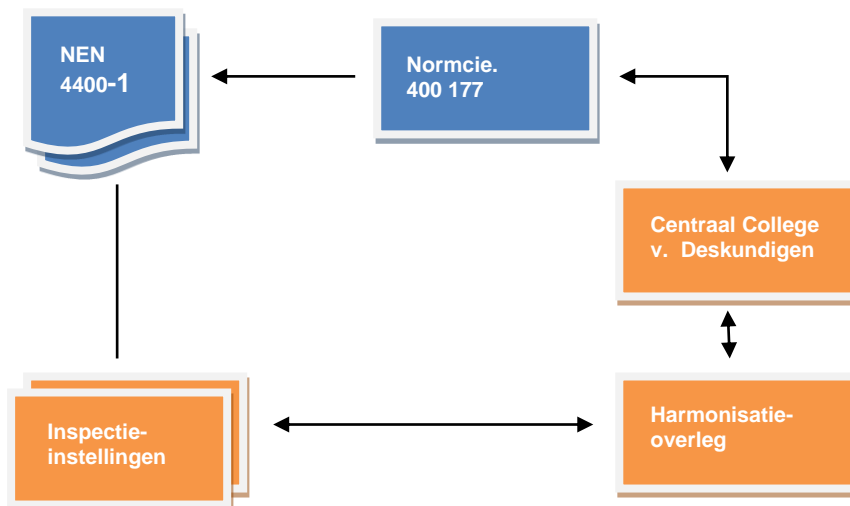 NEN
4400-1
Normcie.
400 177
Centraal College
v. Deskundigen
Inspectie-
instellingen
Harmonisatie-
overleg